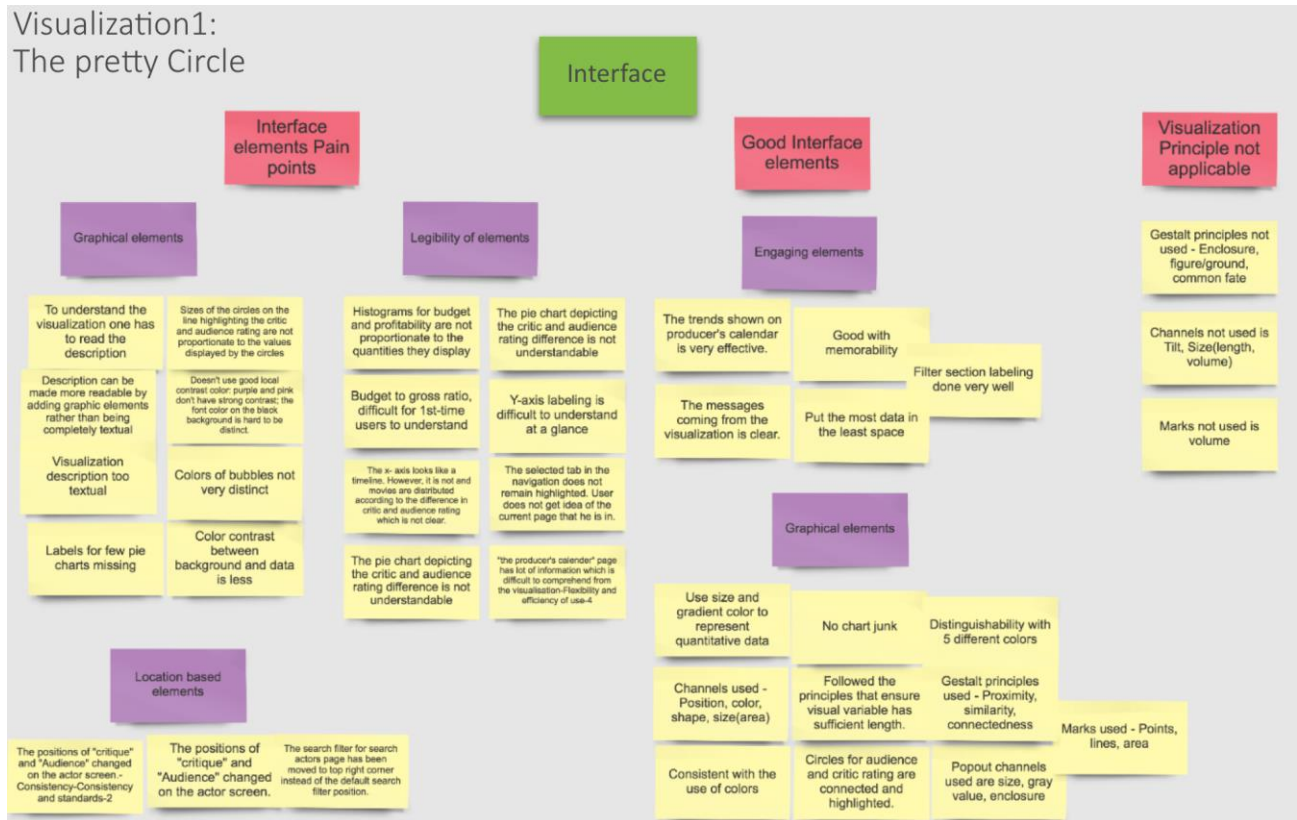 Visualization1:
The pretty Circle
Interface
Interface
elements Pain
points
Good Interface
elements
Visualization
Principle not
applicable
Graphical elements
Legibility of elements
Engaging elements
Gestalt principles not
used - Enclosure,
figure/ground,
common fate
Channels not used is
Tilt, Size(length,
volume)
Marks not used is
volume
To understand the
visualization one has
to read the
description
Sizes of the circles on the
line highlighting the critic
and audience rating are not
proportionate to the values
displayed by the circles
Description can be
made more readable by
adding graphic elements
rather than being
completely textual
Doesn't use good local
contrast color: purple and pink
don't have strong contrast; the
font color on the black
background is hard to be
distinct.
Visualization
description too
textual
Colors of bubbles not
very distinct
Labels for few pie
charts missing
Color contrast
between
background and data
is less
Histograms for budget
and profitability are not
proportionate to the
quantities they display
The pie chart depicting
the critic and audience
rating difference is not
understandable
Budget to gross ratio,
difficult for 1st-time
users to understand
Y-axis labeling is
difficult to understand
at a glance
The x- axis looks like a
timeline. However, it is not and
movies are distributed
according to the difference in
critic and audience rating
which is not clear.
The selected tab in the
navigation does not
remain highlighted. User
does not get idea of the
current page that he is in.
The pie chart depicting
the critic and audience
rating difference is not
understandable
"the producer's calender" page
has lot of information which is
difficult to comprehend from
the visualisation-Flexibility and
efficiency of use-4
The trends shown on
producer's calendar
is very effective.
Good with
memorability
Filter section labeling
done very well
The messages
coming from the
visualization is clear.
Put the most data in
the least space
Graphical elements
Use size and
gradient color to
represent
quantitative data
No chart junk
Distinguishability with
5 different colors
Channels used -
Position, color,
shape, size(area)
Followed the
principles that ensure
visual variable has
sufficient length.
Gestalt principles
used - Proximity,
similarity,
connectedness
Marks used - Points,
lines, area
Consistent with the
use of colors
Circles for audience
and critic rating are
connected and
highlighted.
Popout channels
used are size, gray
value, enclosure
Location based
elements
The positions of "critique"
and "Audience" changed
on the actor screen.-
Consistency-Consistency
and standards-2
The positions of
"critique" and
"Audience" changed
on the actor screen.
The search filter for search
actors page has been
moved to top right corner
instead of the default search
filter position.